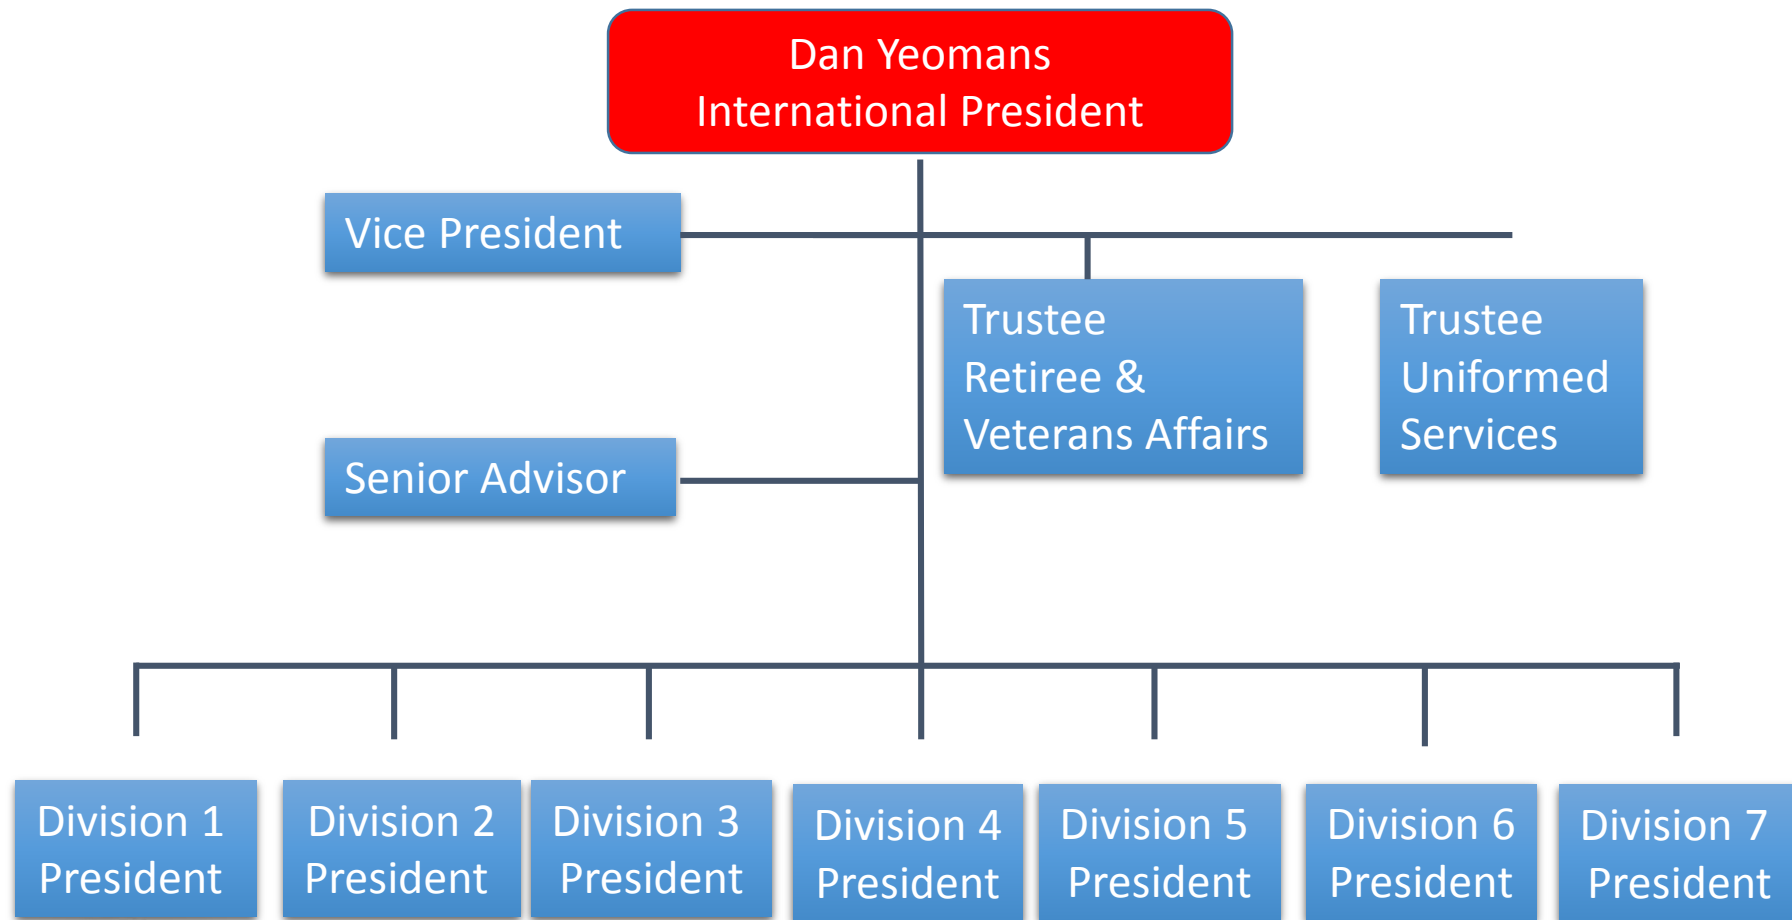 Dan Yeomans
International President
Vice President
Trustee
Retiree &
Veterans Affairs
Trustee
Uniformed
Services
Senior Advisor
Division 1
President
Division 2
President
Division 3
President
Division 4
President
Division 5
President
Division 6
President
Division 7
President